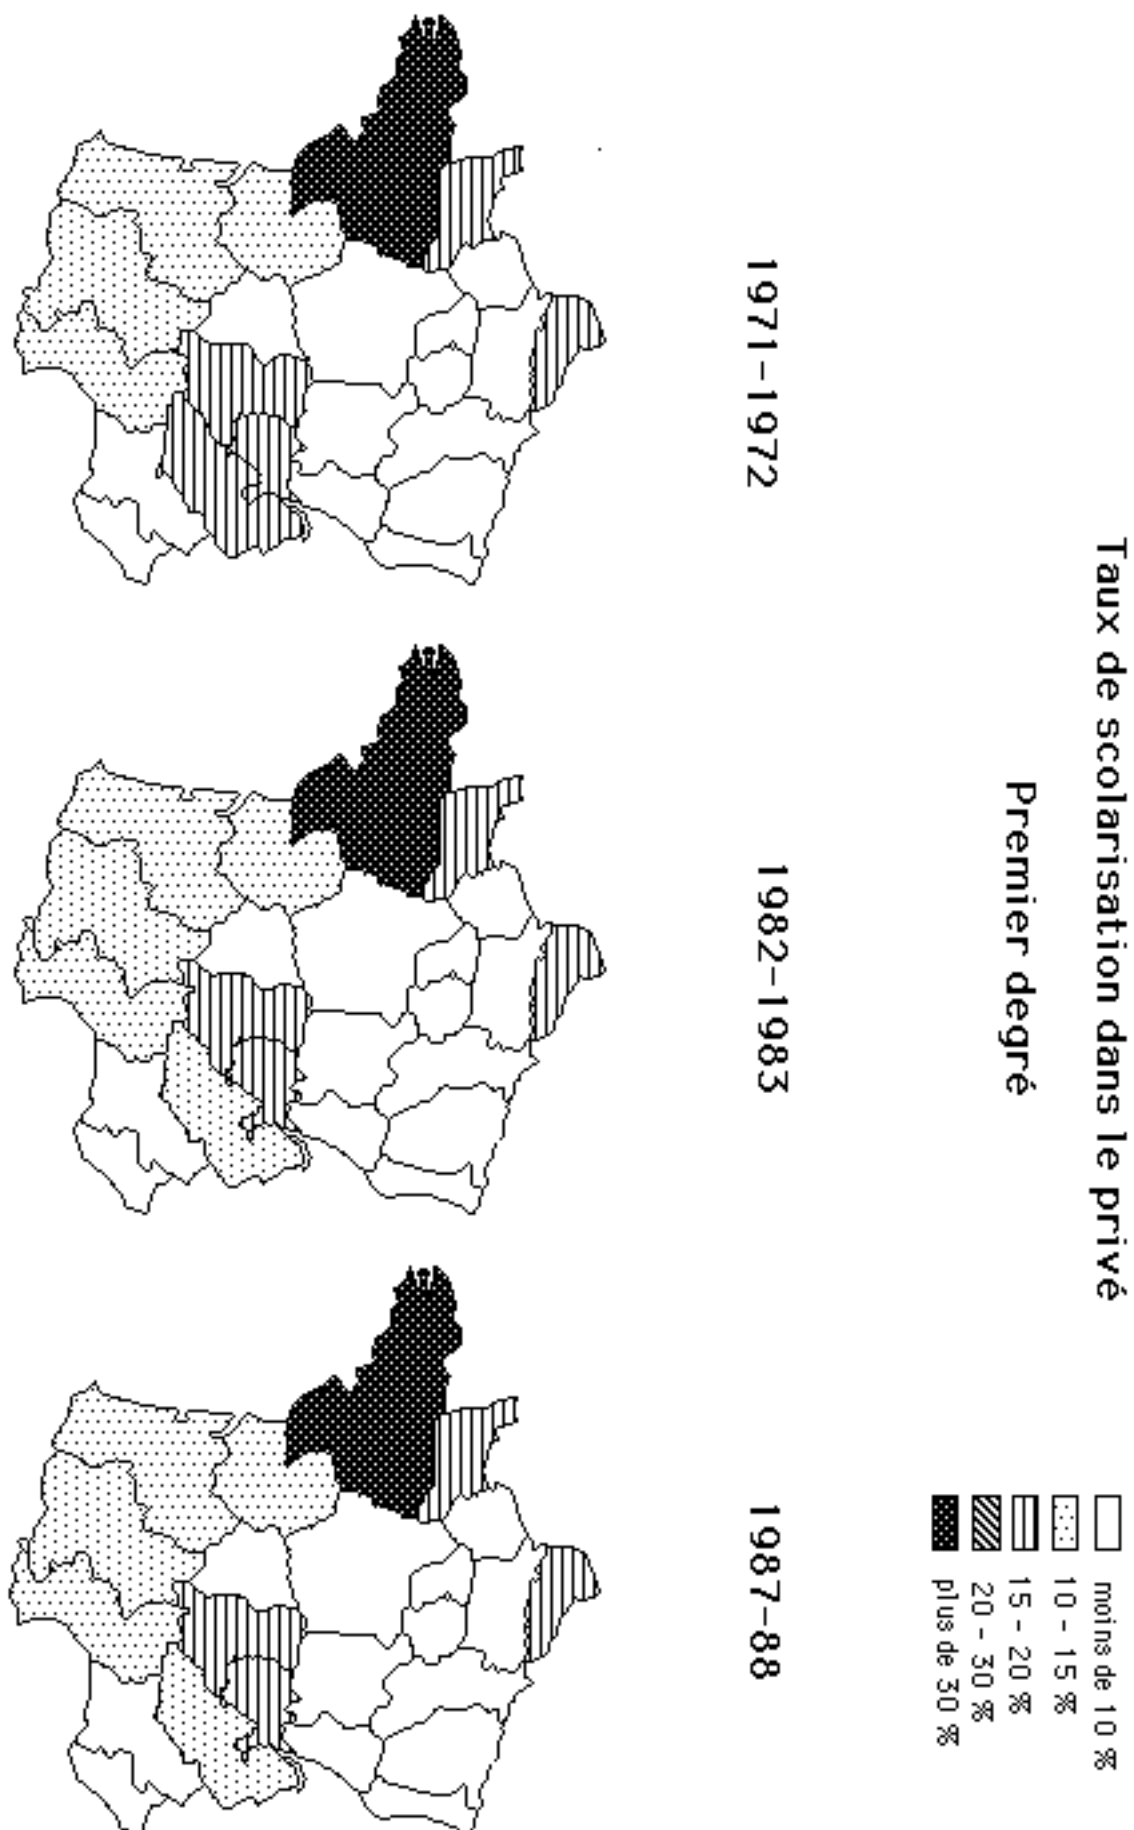 Taux de scolarisation dans le privé
Premier degré
1971-1972
1982-1983
1987-88
moins de 10 %
10 - 15 %
15 - 20 %
20 - 30 %
plus de 30 %